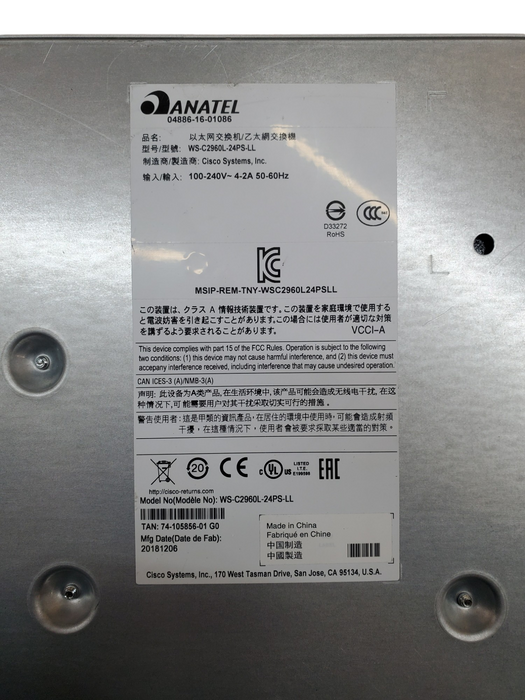 ANATEL
04886-16-01086
品名: 以太网交换机/乙太網交換機
型号/型號: WS-C2960L-24PS-LL
制造商/製造商: Cisco Systems, Inc.
输入/輸入: 100-240V~ 4-2A 50-60Hz
D33272
RoHS
CCC
MSIP-REM-TNY-WSC2960L24PSLL
この装置は、クラス A 情報技術装置です。この装置を家庭環境で使用する
と電波妨害を引き起こすことがあります。この場合には使用者が適切な対策
を講ずるよう要求されることがあります。 VCCI-A
This device complies with part 15 of the FCC Rules. Operation is subject to the following
two conditions: (1) this device may not cause harmful interference, and (2) this device must
accepany interference received, including interference that may cause undesired operation.
CAN ICES-3 (A)/NMB-3(A)
声明: 此设备为A类产品,在生活环境中,该产品可能会造成无线电干扰。在这
种情况下,可能需要用户对其干扰采取切实可行的措施。
警告使用者: 這是甲類的資訊產品,在居住的環境中使用時,可能會造成射頻
干擾,在這種情況下,使用者會被要求採取某些適當的對策。
20 CE c UL us LISTED I.T.E. EAC
http://cisco-returns.com
Model No(Modèle No): WS-C2960L-24PS-LL
TAN: 74-105856-01 G0
Mfg Date(Date de Fab):
20181206
Made in China
Fabriqué en Chine
中国制造
中國製造
Cisco Systems, Inc., 170 West Tasman Drive, San Jose, CA 95134, U.S.A.